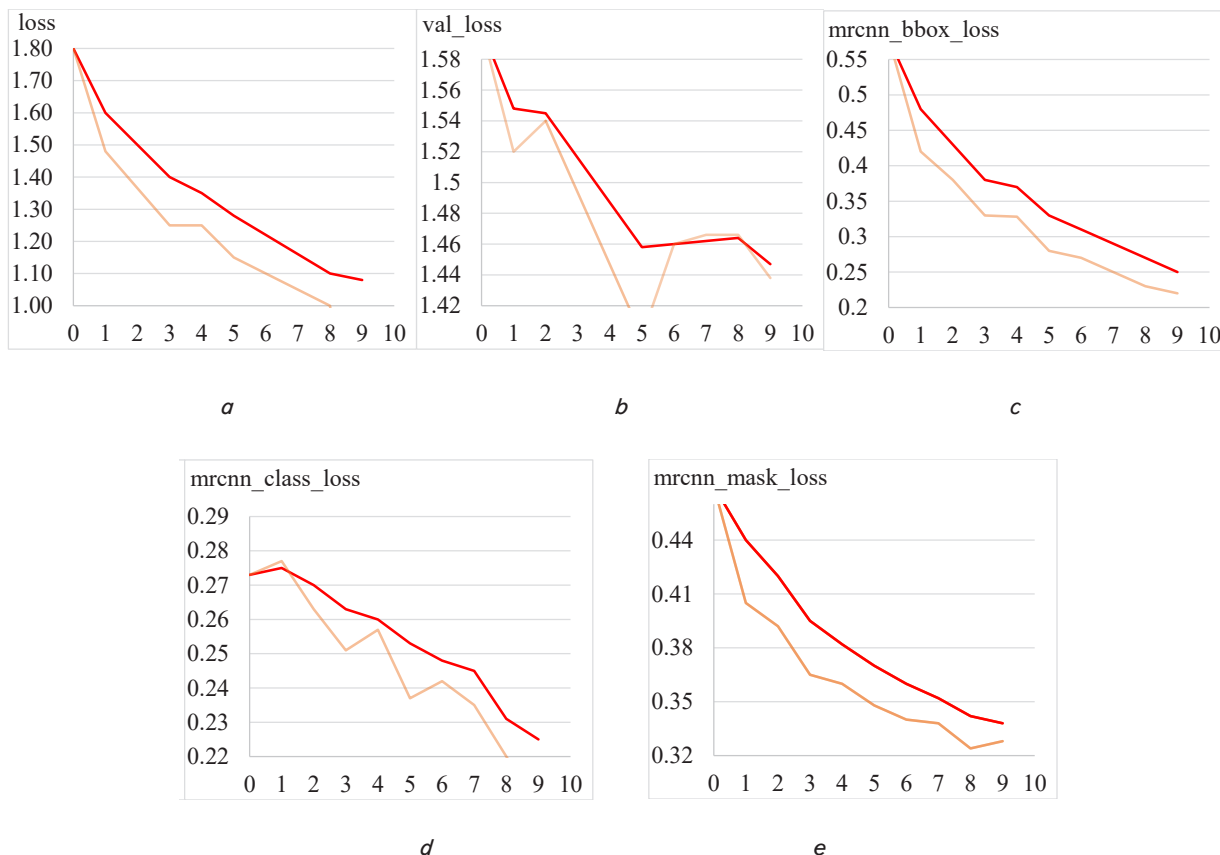 loss
1.80
1.70
1.60
1.50
1.40
1.30
1.20
1.10
1.00
0 1 2 3 4 5 6 7 8 9 10
a
val_loss
1.58
1.56
1.54
1.52
1.5
1.48
1.46
1.44
1.42
0 1 2 3 4 5 6 7 8 9 10
b
mrcnn_bbox_loss
0.55
0.5
0.45
0.4
0.35
0.3
0.25
0.2
0 1 2 3 4 5 6 7 8 9 10
c
mrcnn_class_loss
0.29
0.28
0.27
0.26
0.25
0.24
0.23
0.22
0 1 2 3 4 5 6 7 8 9 10
d
mrcnn_mask_loss
0.44
0.41
0.38
0.35
0.32
0 1 2 3 4 5 6 7 8 9 10
e